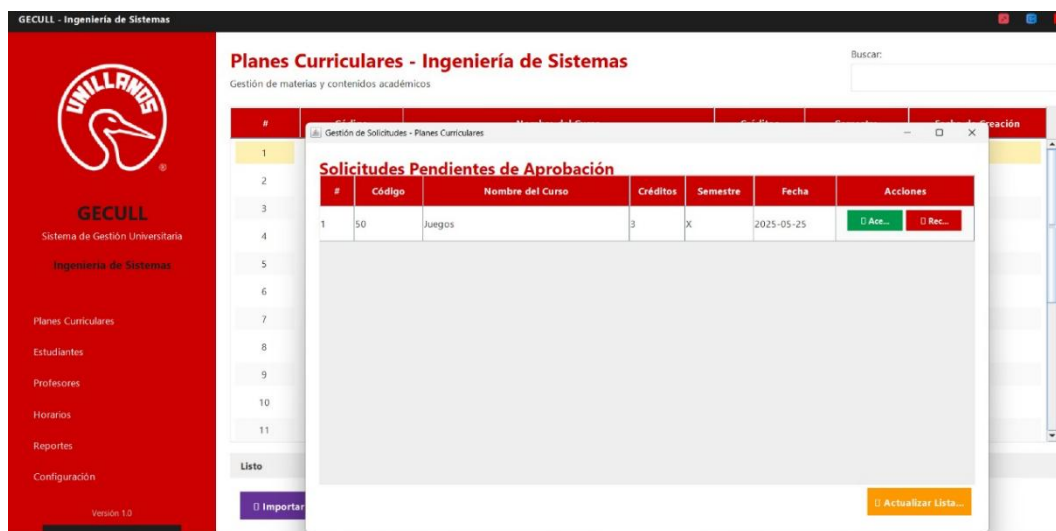 GECULL - Ingeniería de Sistemas
UNILLANOS
®
GECULL
Sistema de Gestión Universitaria
Ingeniería de Sistemas
Planes Curriculares
Estudiantes
Profesores
Horarios
Reportes
Configuración
Versión 1.0
Planes Curriculares - Ingeniería de Sistemas
Gestión de materias y contenidos académicos
Buscar:
#
1
2
3
4
5
6
7
8
9
10
11
Listo
Importar
Gestión de Solicitudes - Planes Curriculares
Solicitudes Pendientes de Aprobación
# Código Nombre del Curso Créditos Semestre Fecha Acciones
1 50 Juegos 3 X 2025-05-25 Ace... Rec...
Actualizar Lista...